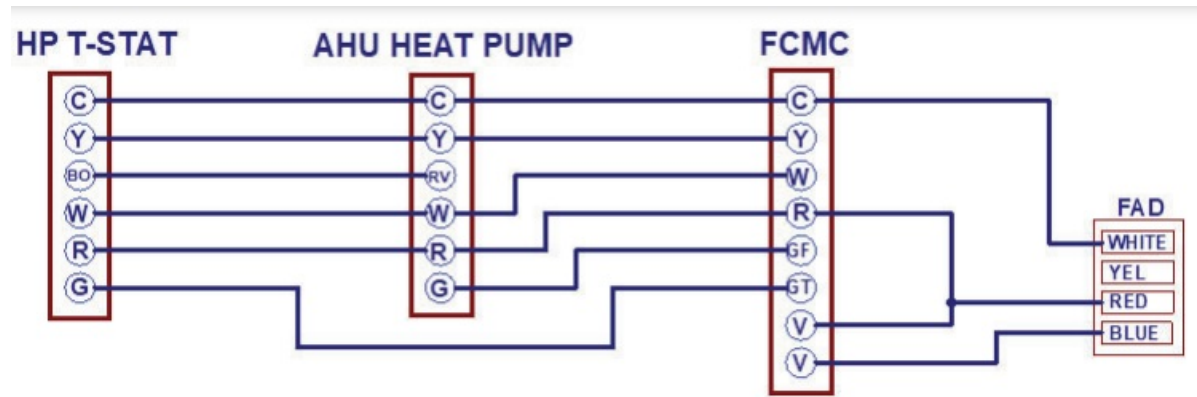 HP T-STAT
AHU HEAT PUMP
FCMC
C
Y
BO
W
R
G
C
Y
RV
W
R
G
C
Y
W
R
GF
GT
V
V
FAD
WHITE
YEL
RED
BLUE